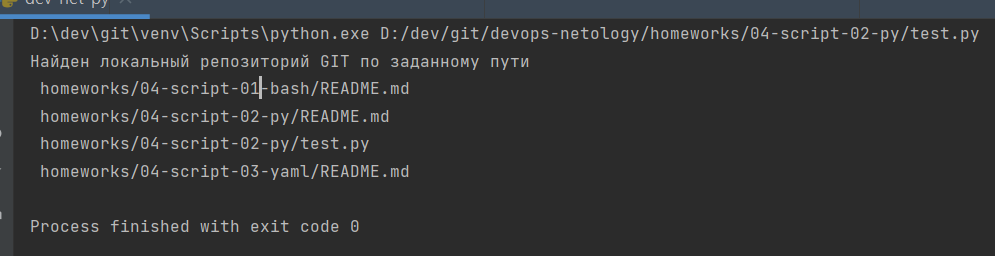 dev-net-py
D:\dev\git\venv\Scripts\python.exe D:/dev/git/devops-netology/homeworks/04-script-02-py/test.py
Найден локальный репозиторий GIT по заданному пути
homeworks/04-script-01-bash/README.md
homeworks/04-script-02-py/README.md
homeworks/04-script-02-py/test.py
homeworks/04-script-03-yaml/README.md
Process finished with exit code 0